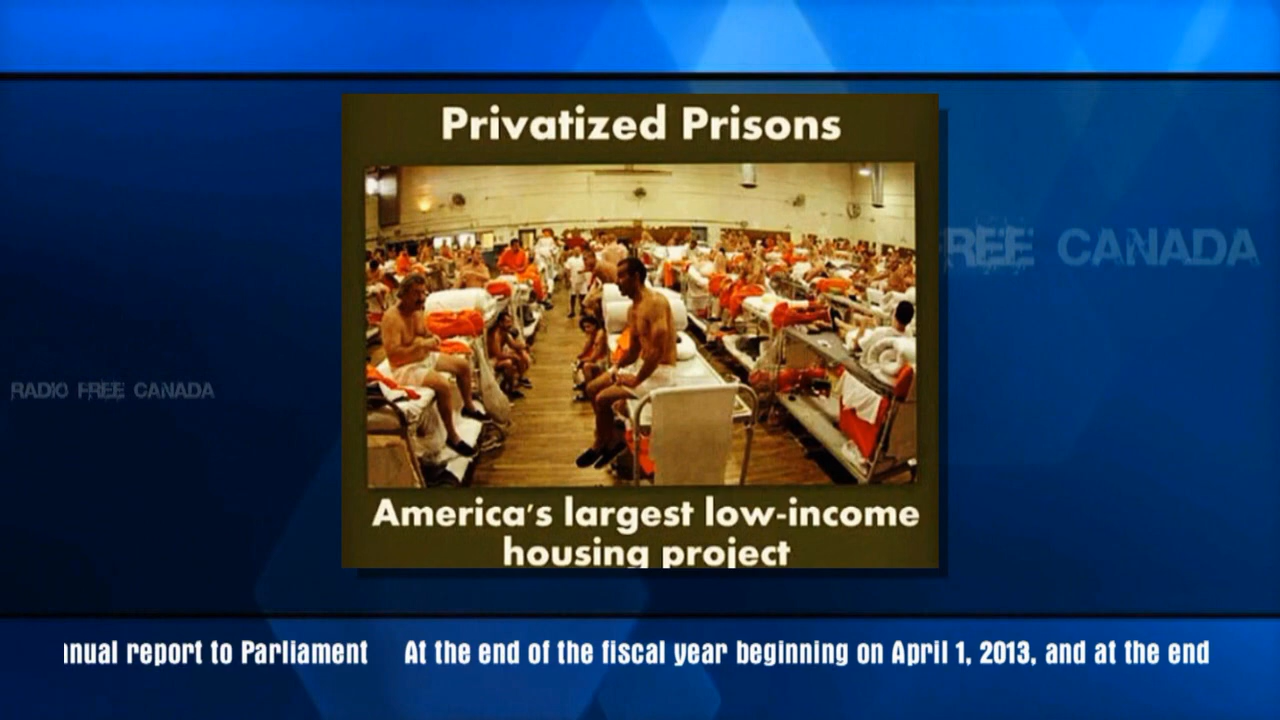 Privatized Prisons
FREE CANADA
RADIO FREE CANADA
America's largest low-income
housing project
nual report to Parliament At the end of the fiscal year beginning on April 1, 2013, and at the end